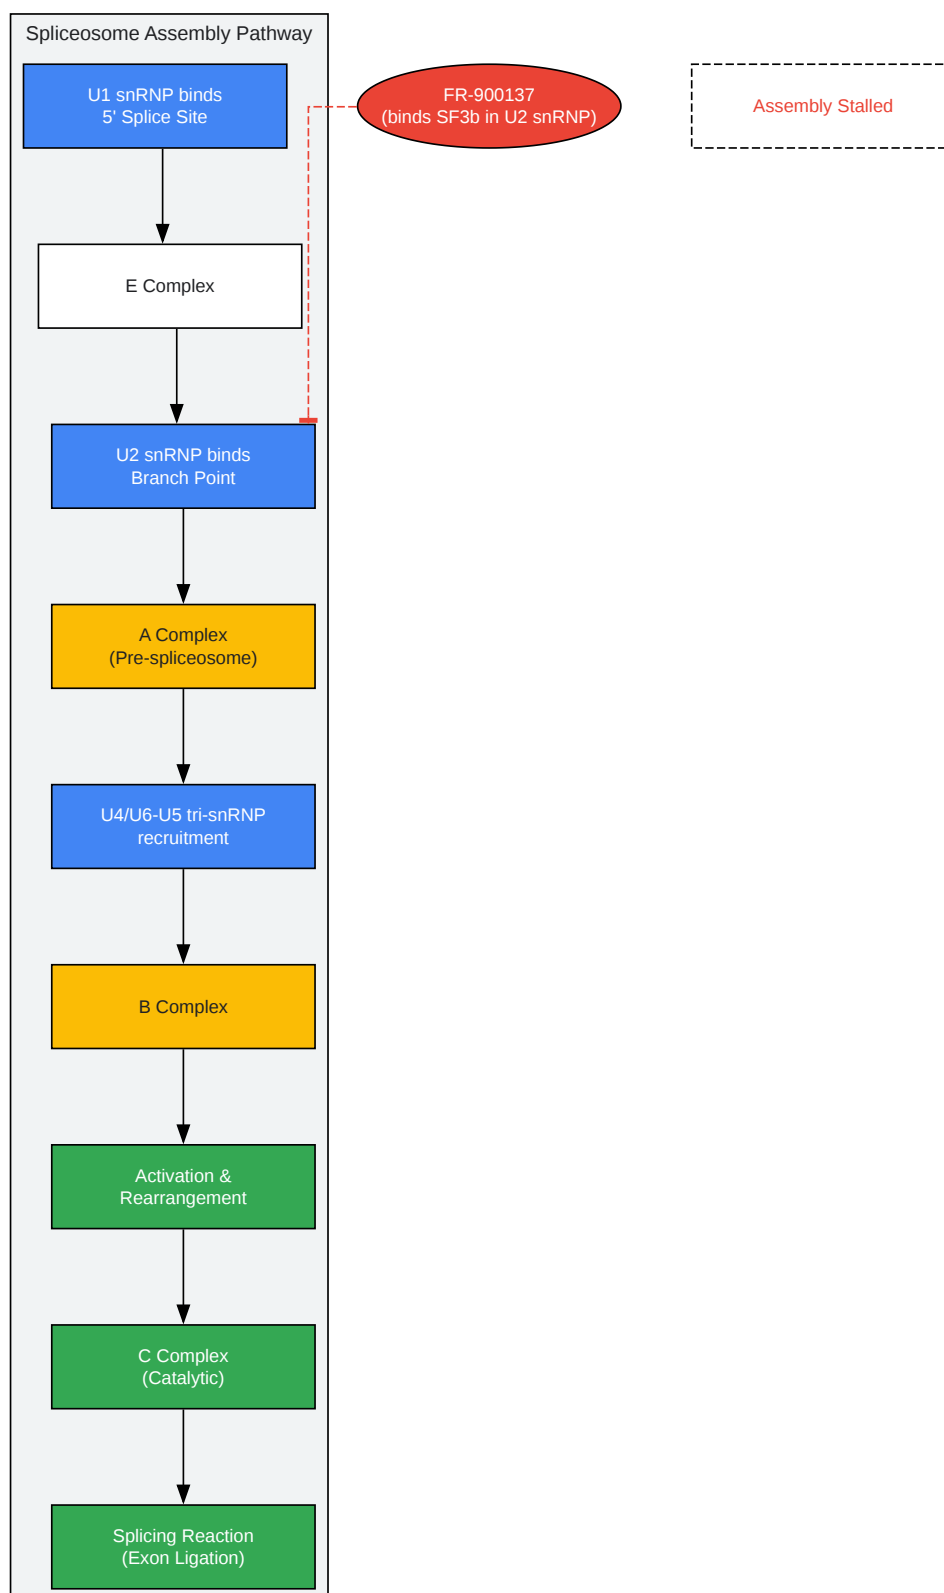 Spliceosome Assembly Pathway
U1 snRNP binds
5' Splice Site
FR-900137
(binds SF3b in U2 snRNP)
Assembly Stalled
E Complex
U2 snRNP binds
Branch Point
A Complex
(Pre-spliceosome)
U4/U6-U5 tri-snRNP
recruitment
B Complex
Activation &
Rearrangement
C Complex
(Catalytic)
Splicing Reaction
(Exon Ligation)